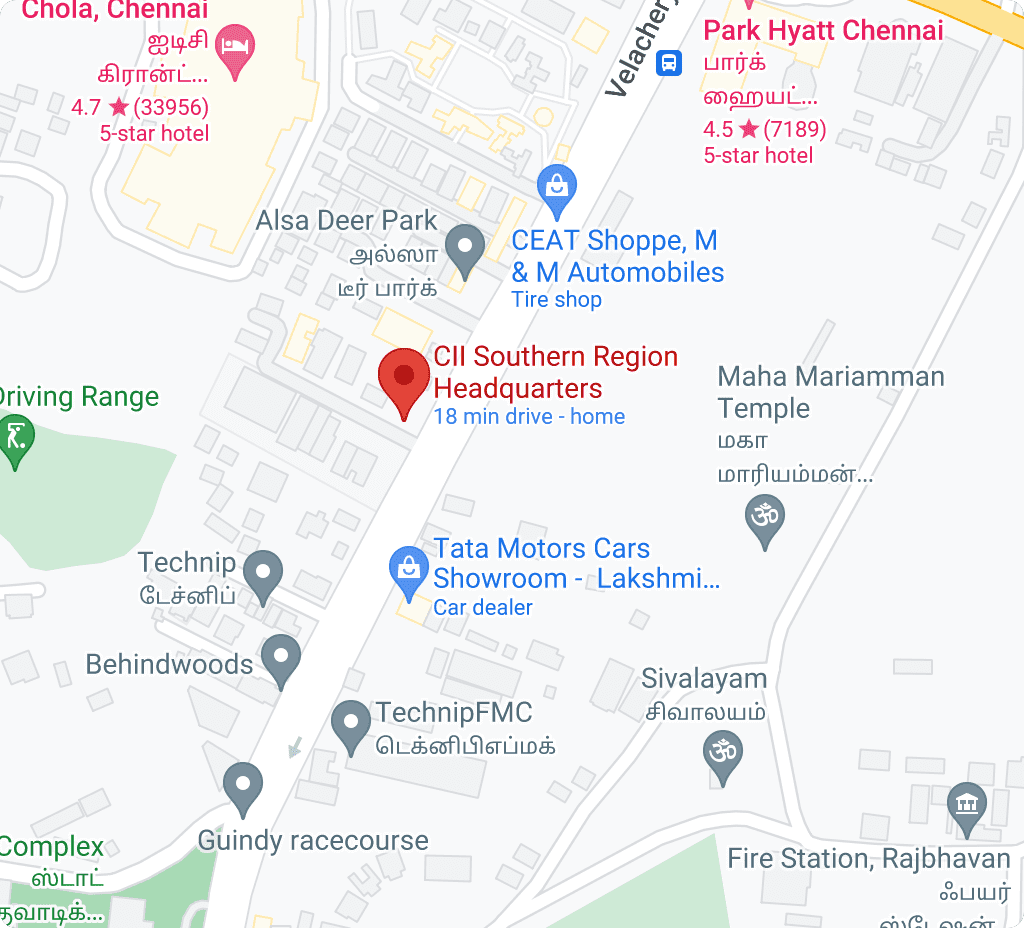 Chola, Chennai
ஐடிசி
கிரான்ட்...
4.7 ★ (33956)
5-star hotel
Velachery
Park Hyatt Chennai
பார்க்
ஹையட்...
4.5 ★ (7189)
5-star hotel
Alsa Deer Park
அல்ஸா
டீர் பார்க்
CEAT Shoppe, M
& M Automobiles
Tire shop
CII Southern Region
Headquarters
18 min drive - home
Driving Range
Maha Mariamman
Temple
மகா
மாரியம்மன்...
Technip
டேச்னிப்
Tata Motors Cars
Showroom - Lakshmi...
Car dealer
Behindwoods
Sivalayam
சிவாலயம்
TechnipFMC
டெக்னிபிஎப்மக்
Guindy racecourse
Complex
ஸ்டாட்
Fire Station, Rajbhavan
ஃபயர்
ஸ்டேஷன்